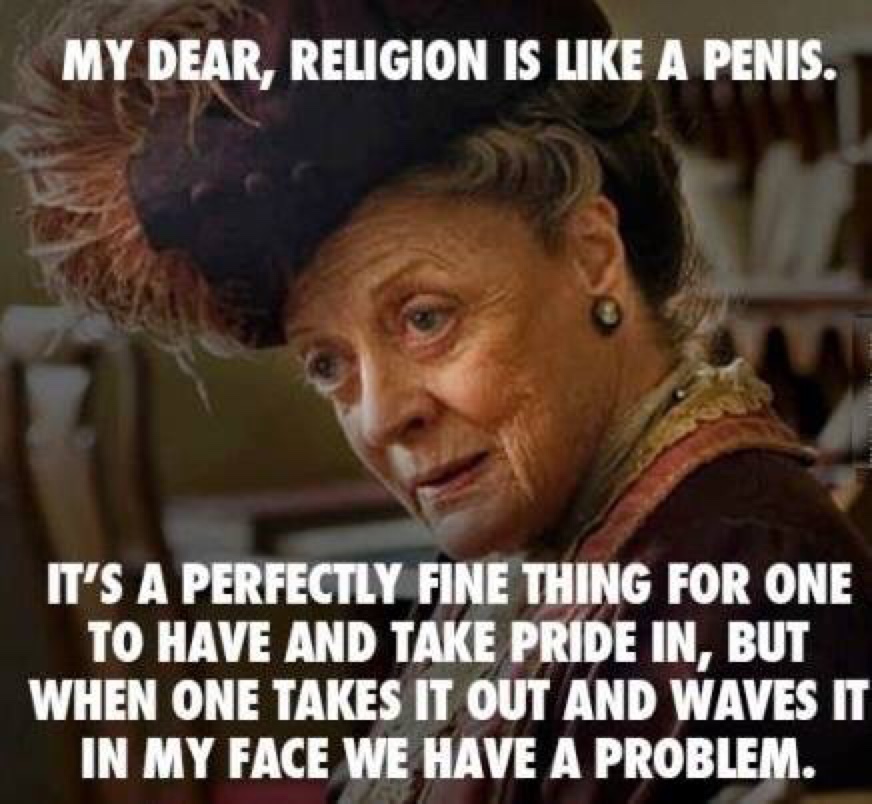 MY DEAR, RELIGION IS LIKE A PENIS.
IT'S A PERFECTLY FINE THING FOR ONE
TO HAVE AND TAKE PRIDE IN, BUT
WHEN ONE TAKES IT OUT AND WAVES IT
IN MY FACE WE HAVE A PROBLEM.